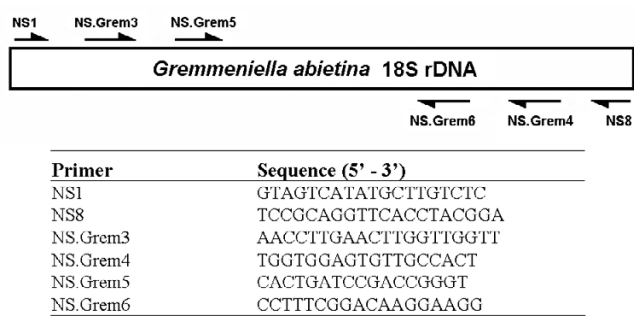 NS1 NS.Grem3 NS.Grem5
Gremmeniella abietina 18S rDNA
NS.Grem6 NS.Grem4 NS8
Primer Sequence (5' - 3')
NS1 GTAGTCATATGCTTGTCTC
NS8 TCCGCAGGTTCACCTACGGA
NS.Grem3 AACCTTGAACTTGGTTGGTT
NS.Grem4 TGGTGGAGTGTTGCCACT
NS.Grem5 CACTGATCCGACCGGGT
NS.Grem6 CCTTTCGGACAAGGAAGG